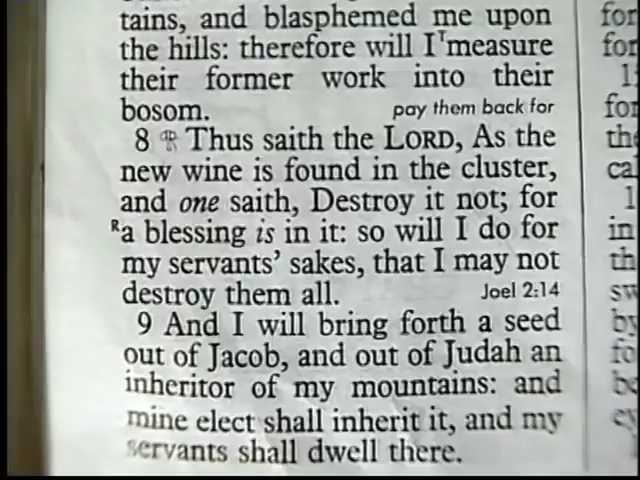 tains, and blasphemed me upon
the hills: therefore will I ᵀmeasure
their former work into their
bosom. pay them back for
8 Thus saith the LORD, As the
new wine is found in the cluster,
and one saith, Destroy it not; for
ᴿa blessing is in it: so will I do for
my servants' sakes, that I may not
destroy them all. Joel 2:14
9 And I will bring forth a seed
out of Jacob, and out of Judah an
inheritor of my mountains: and
mine elect shall inherit it, and my
servants shall dwell there.